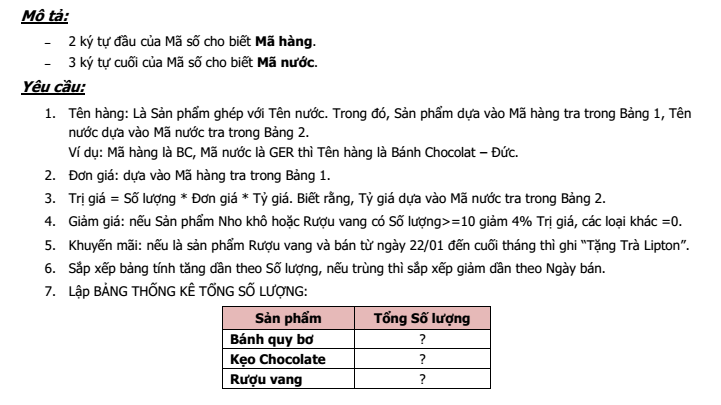 Mô tả:
– 2 ký tự đầu của Mã số cho biết Mã hàng.
– 3 ký tự cuối của Mã số cho biết Mã nước.
Yêu cầu:
1. Tên hàng: Là Sản phẩm ghép với Tên nước. Trong đó, Sản phẩm dựa vào Mã hàng tra trong Bảng 1, Tên
nước dựa vào Mã nước tra trong Bảng 2.
Ví dụ: Mã hàng là BC, Mã nước là GER thì Tên hàng là Bánh Chocolat – Đức.
2. Đơn giá: dựa vào Mã hàng tra trong Bảng 1.
3. Trị giá = Số lượng * Đơn giá * Tỷ giá. Biết rằng, Tỷ giá dựa vào Mã nước tra trong Bảng 2.
4. Giảm giá: nếu Sản phẩm Nho khô hoặc Rượu vang có Số lượng>=10 giảm 4% Trị giá, các loại khác =0.
5. Khuyến mãi: nếu là sản phẩm Rượu vang và bán từ ngày 22/01 đến cuối tháng thì ghi “Tặng Trà Lipton”.
6. Sắp xếp bảng tính tăng dần theo Số lượng, nếu trùng thì sắp xếp giảm dần theo Ngày bán.
7. Lập BẢNG THỐNG KÊ TỔNG SỐ LƯỢNG:
Sản phẩm Tổng Số lượng
Bánh quy bơ ?
Kẹo Chocolate ?
Rượu vang ?